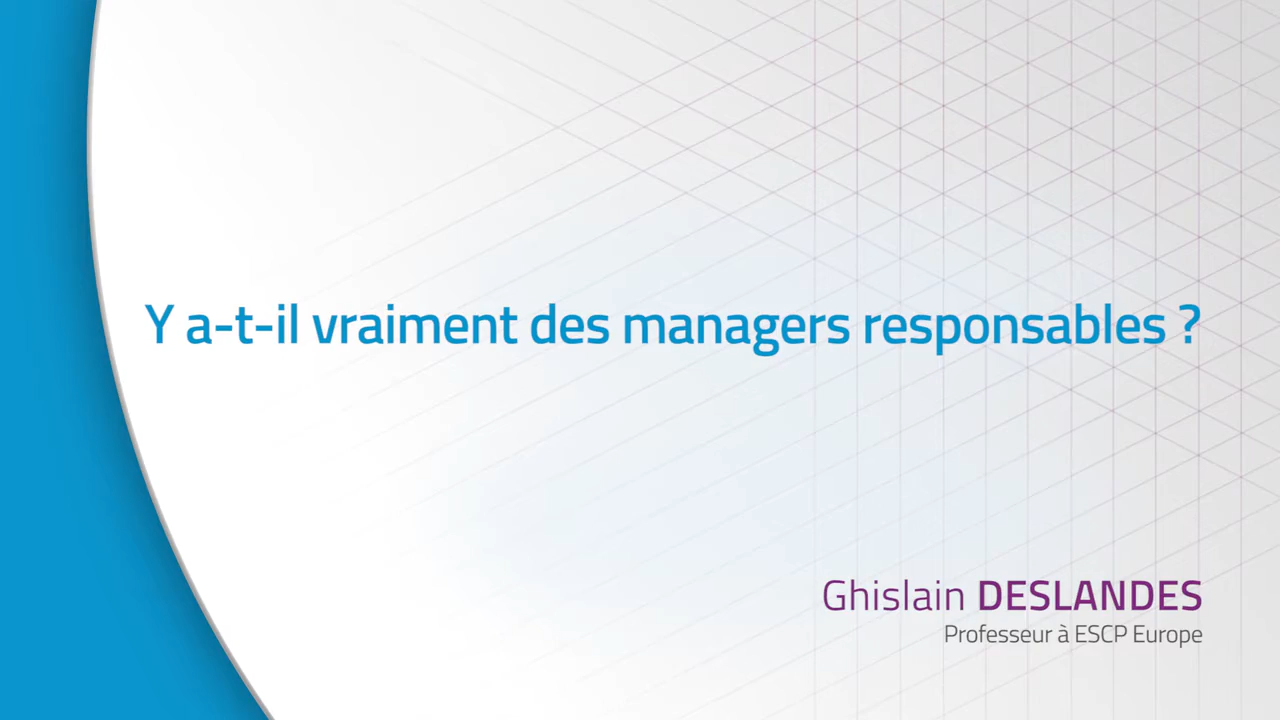 Y a-t-il vraiment des managers responsables ?
Ghislain DESLANDES
Professeur à ESCP Europe